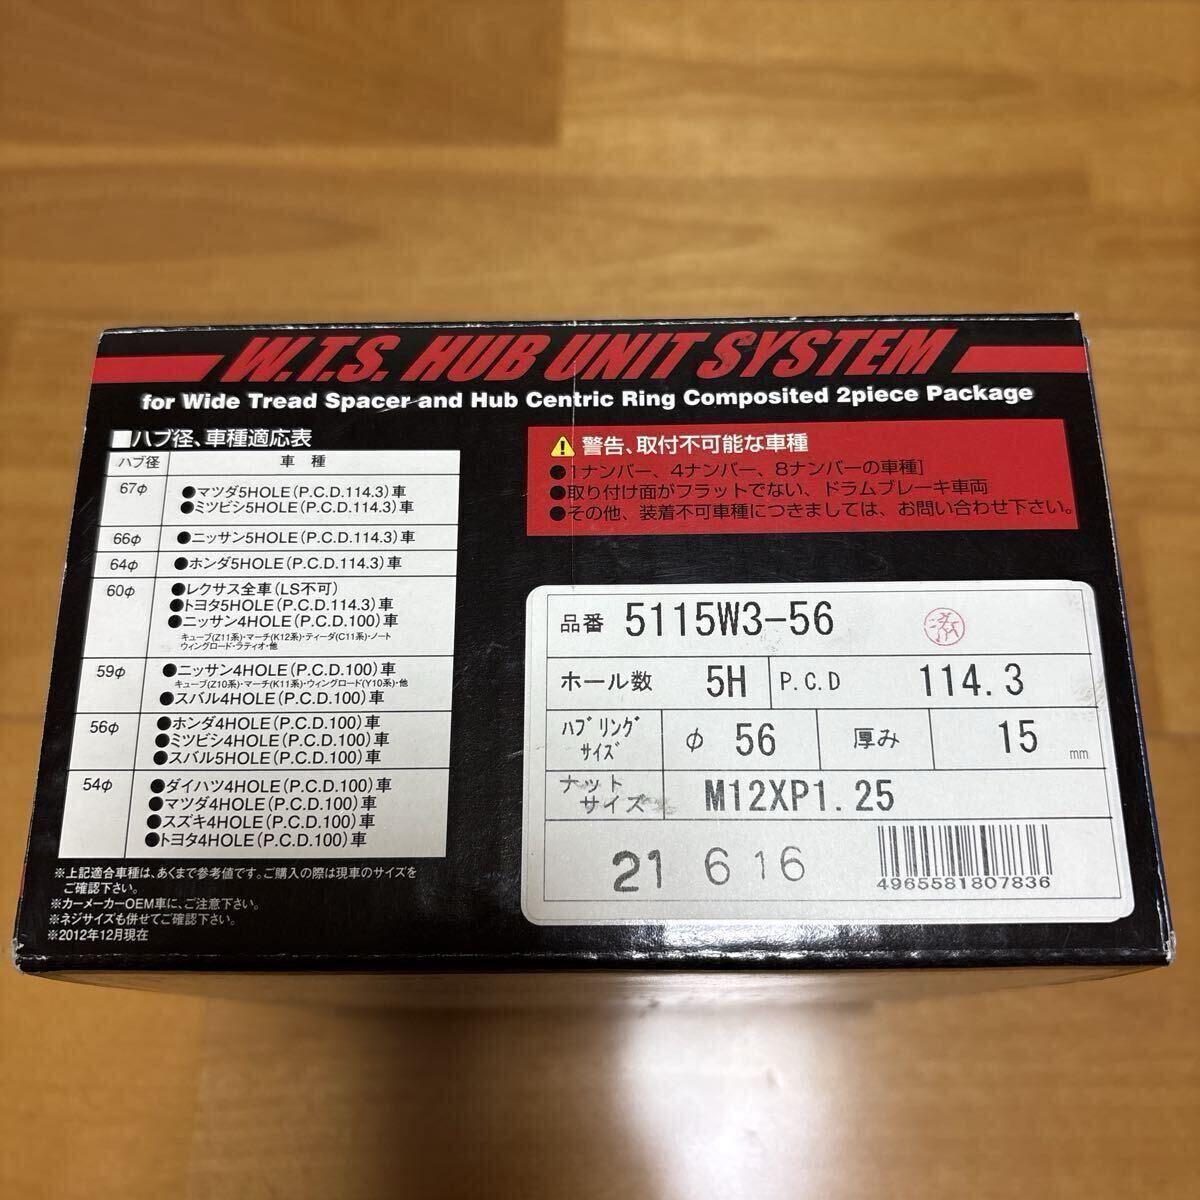 W.T.S. HUB UNIT SYSTEM
for Wide Tread Spacer and Hub Centric Ring Composited 2piece Package
■ハブ径、車種適応表
ハブ径 車種
67φ ●マツダ5HOLE(P.C.D.114.3)車
●ミツビシ5HOLE(P.C.D.114.3)車
66φ ●ニッサン5HOLE(P.C.D.114.3)車
64φ ●ホンダ5HOLE(P.C.D.114.3)車
60φ ●レクサス全車(LS不可)
●トヨタ5HOLE(P.C.D.114.3)車
●ニッサン4HOLE(P.C.D.100)車
キューブ(Z11系)・マーチ(K12系)・ティーダ(C11系)・ノート
ウィングロード・ラティオ・他
59φ ●ニッサン4HOLE(P.C.D.100)車
キューブ(Z10系)・マーチ(K11系)・ウィングロード(Y10系)・他
●スバル4HOLE(P.C.D.100)車
56φ ●ホンダ4HOLE(P.C.D.100)車
●ミツビシ4HOLE(P.C.D.100)車
●スバル5HOLE(P.C.D.100)車
54φ ●ダイハツ4HOLE(P.C.D.100)車
●マツダ4HOLE(P.C.D.100)車
●スズキ4HOLE(P.C.D.100)車
●トヨタ4HOLE(P.C.D.100)車
※上記適合車種は、あくまで参考値です。ご購入の際は現車のサイズを
ご確認下さい。
※カーメーカーOEM車に、ご注意下さい。
※ネジサイズも併せてご確認下さい。
※2012年12月現在
警告、取付不可能な車種
●1ナンバー、4ナンバー、8ナンバーの車種]
●取り付け面がフラットでない、ドラムブレーキ車両
●その他、装着不可車種につきましては、お問い合わせ下さい。
品番 5115W3-56 済
ホール数 5H P.C.D 114.3
ハブリング
サイズ φ 56 厚み 15 mm
ナット
サイズ M12XP1.25
21 6 16
4965581807836